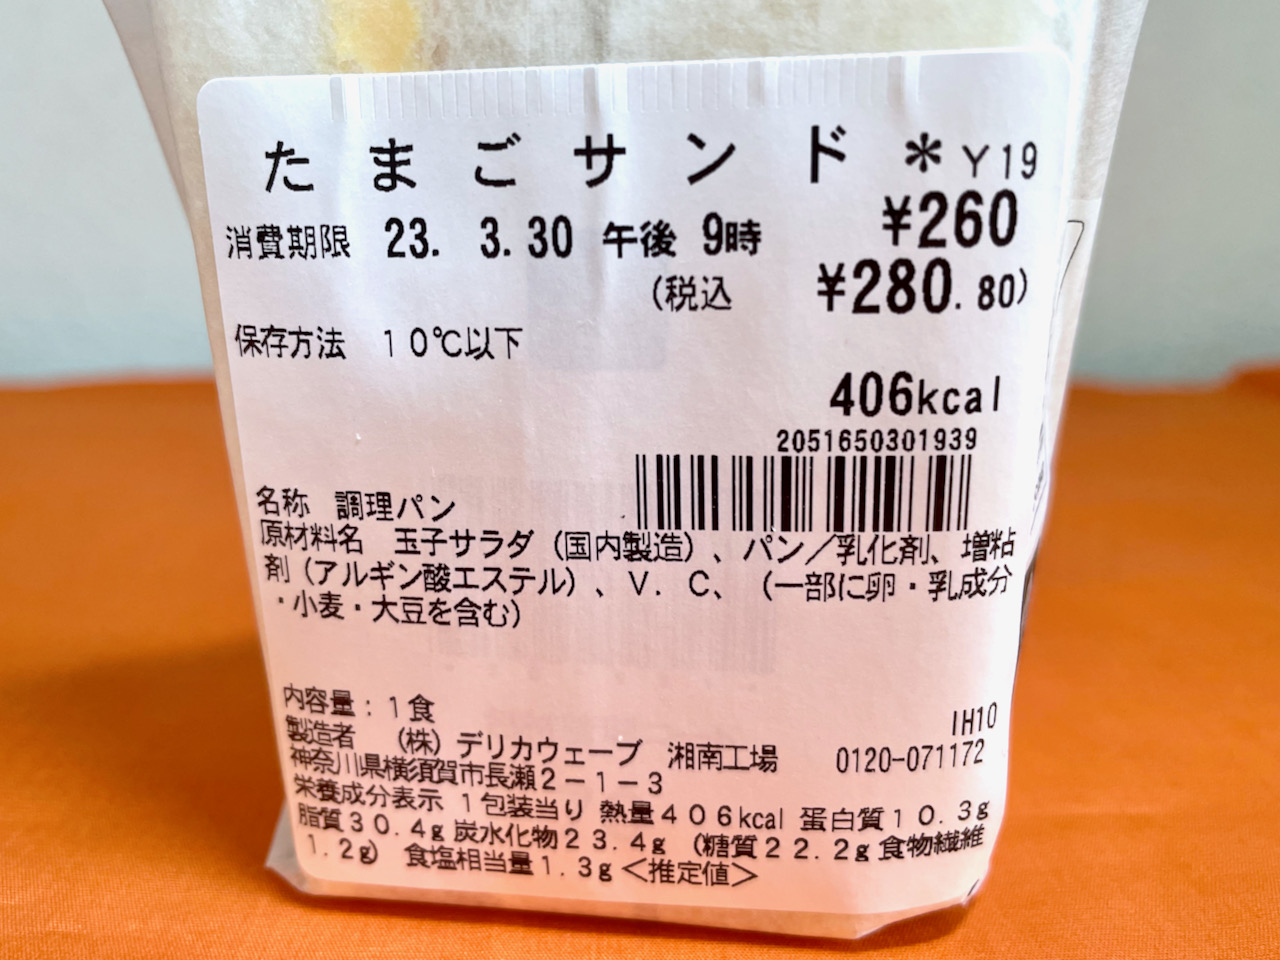 たまごサンド ＊Y19
消費期限 23. 3.30 午後 9時 ¥260
(税込 ¥280.80)
保存方法 10℃以下
406kcal
2051650301939
名称 調理パン
原材料名 玉子サラダ（国内製造）、パン／乳化剤、増粘
剤（アルギン酸エステル）、V．C、（一部に卵・乳成分
・小麦・大豆を含む）
内容量：1食 IH10
製造者 （株）デリカウェーブ 湘南工場 0120-071172
神奈川県横須賀市長瀬2－1－3
栄養成分表示 1包装当り 熱量406kcal 蛋白質10.3g
脂質30.4g 炭水化物23.4g （糖質22.2g 食物繊維
1.2g） 食塩相当量1.3g＜推定値＞